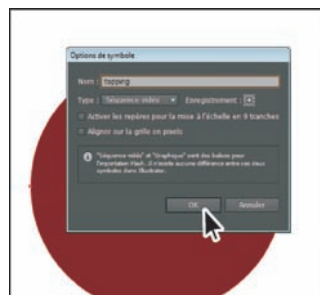 Options de symbole
Nom : topping
Type : Séquence vidéo Enregistrement :
Activer les repères pour la mise à l'échelle en 9 tranches
Aligner sur la grille en pixels
"Séquence vidéo" et "Graphique" sont des balises pour
l'importation Flash. Il n'existe aucune différence entre ces deux
symboles dans Illustrator.
OK Annuler